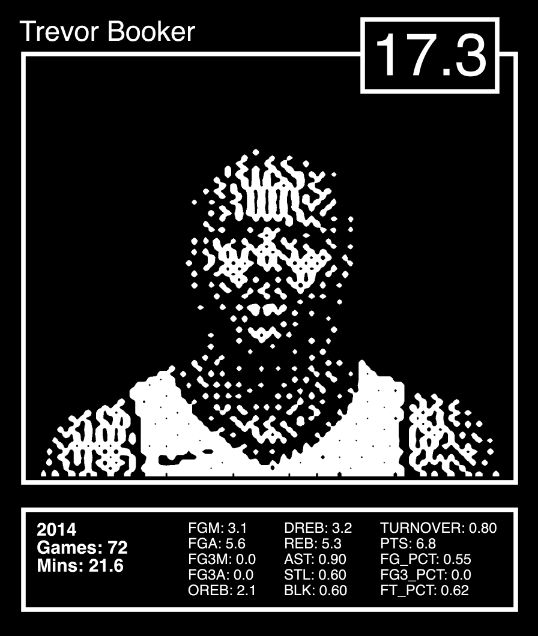 Trevor Booker
17.3
2014
Games: 72
Mins: 21.6
FGM: 3.1
FGA: 5.6
FG3M: 0.0
FG3A: 0.0
OREB: 2.1
DREB: 3.2
REB: 5.3
AST: 0.90
STL: 0.60
BLK: 0.60
TURNOVER: 0.80
PTS: 6.8
FG_PCT: 0.55
FG3_PCT: 0.0
FT_PCT: 0.62